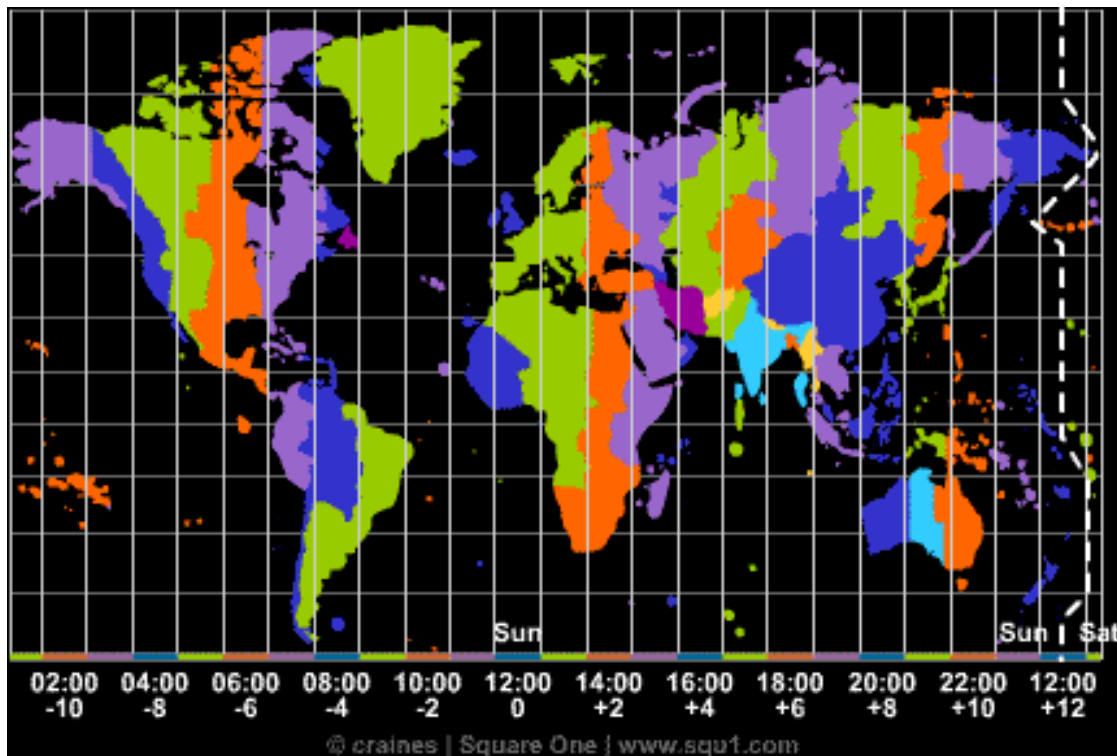 Sun Sun Sat
02:00 04:00 06:00 08:00 10:00 12:00 14:00 16:00 18:00 20:00 22:00 12:00
-10 -8 -6 -4 -2 0 +2 +4 +6 +8 +10 +12
© craines | Square One | www.squ1.com